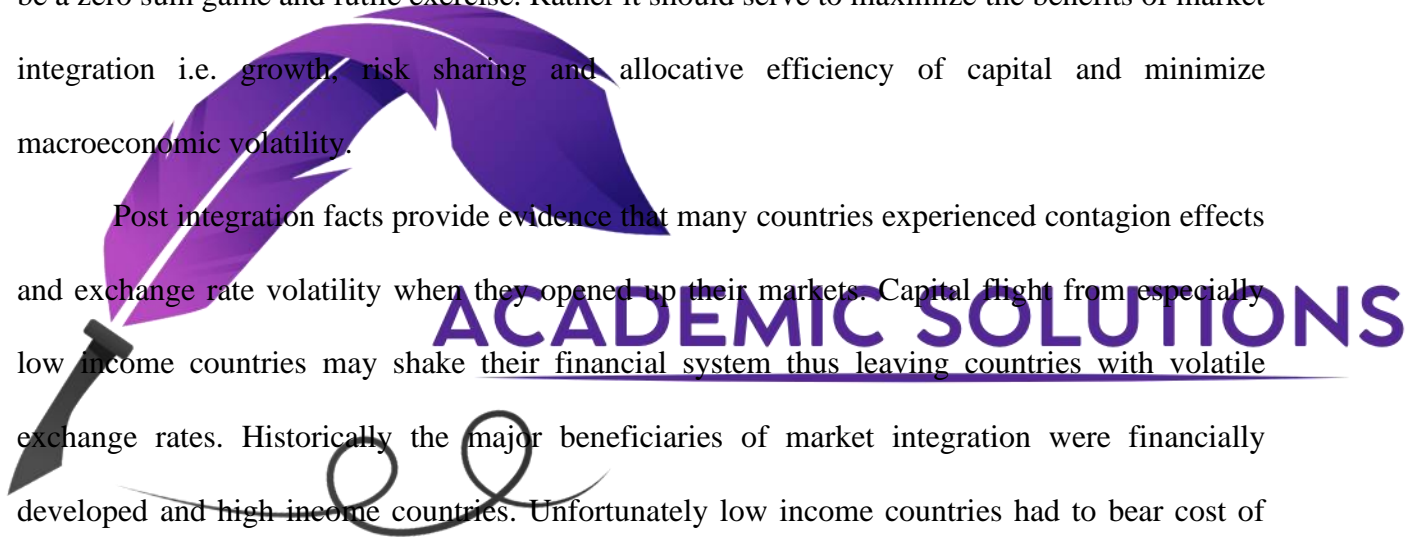 be a zero sum game and futile exercise. Rather it should serve to maximize the benefits of market
integration i.e. growth, risk sharing and allocative efficiency of capital and minimize
macroeconomic volatility.
Post integration facts provide evidence that many countries experienced contagion effects
and exchange rate volatility when they opened up their markets. Capital flight from especially
ACADEMIC SOLUTIONS
low income countries may shake their financial system thus leaving countries with volatile
exchange rates. Historically the major beneficiaries of market integration were financially
developed and high income countries. Unfortunately low income countries had to bear cost of